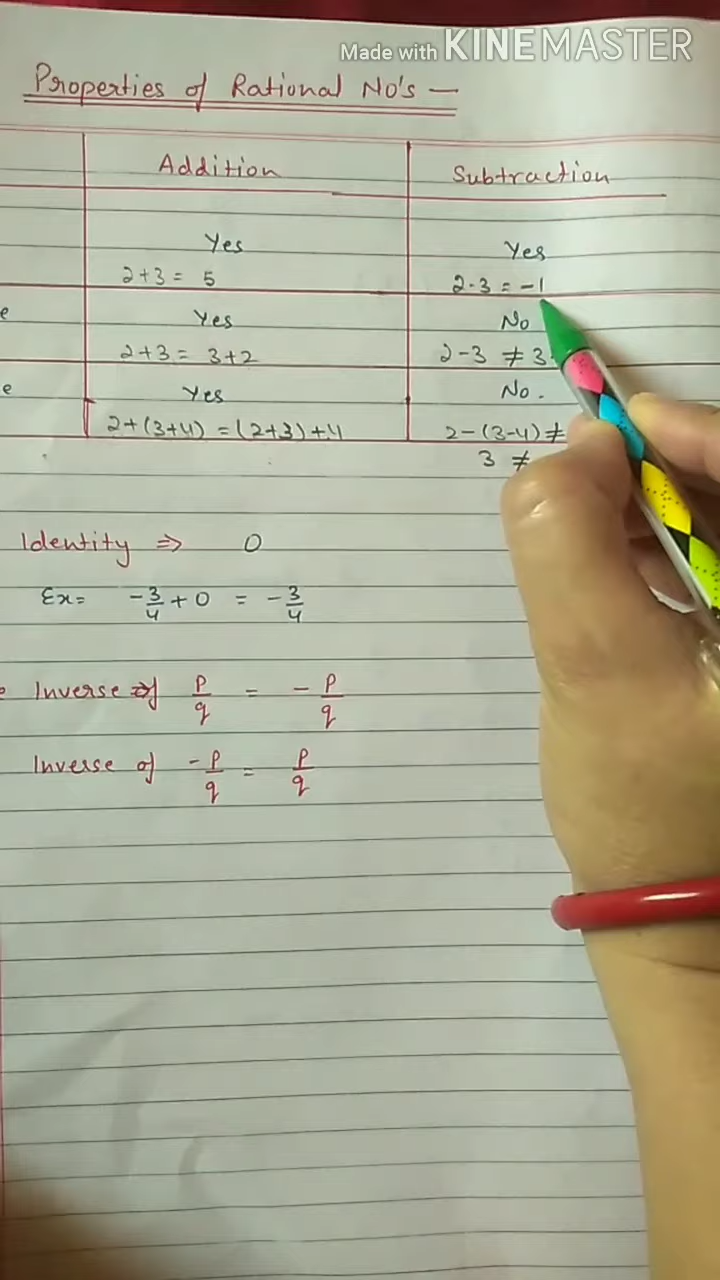 Made with KINEMASTER
Properties of Rational No's —
Addition Subtraction
Yes Yes
2+3 = 5 2-3 = -1
e Yes No
2+3 = 3+2 2-3 ≠ 3
e Yes No.
2+(3+4) = (2+3)+4 2-(3-4) ≠
3 ≠
Identity ⇒ 0
Ex= -3/4 + 0 = -3/4
e Inverse of p/q = -p/q
Inverse of -p/q = p/q